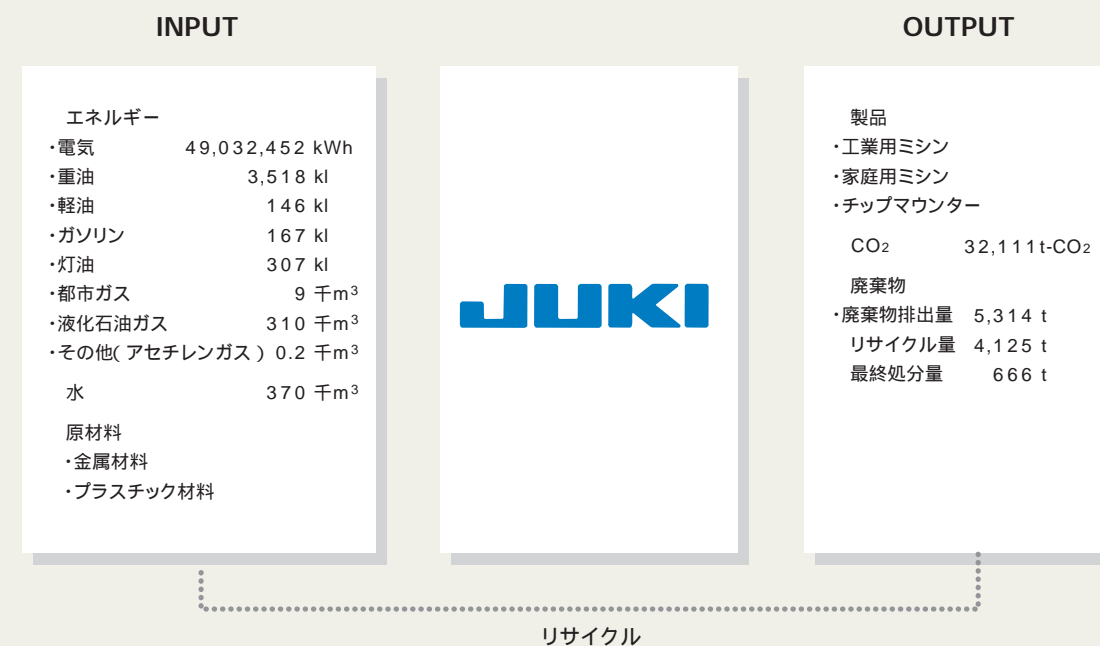 INPUT
エネルギー
・電気 49,032,452 kWh
・重油 3,518 kl
・軽油 146 kl
・ガソリン 167 kl
・灯油 307 kl
・都市ガス 9 千m³
・液化石油ガス 310 千m³
・その他(アセチレンガス) 0.2 千m³
水 370 千m³
原材料
・金属材料
・プラスチック材料
JUKI
OUTPUT
製品
・工業用ミシン
・家庭用ミシン
・チップマウンター
CO₂ 32,111t-CO₂
廃棄物
・廃棄物排出量 5,314 t
リサイクル量 4,125 t
最終処分量 666 t
リサイクル